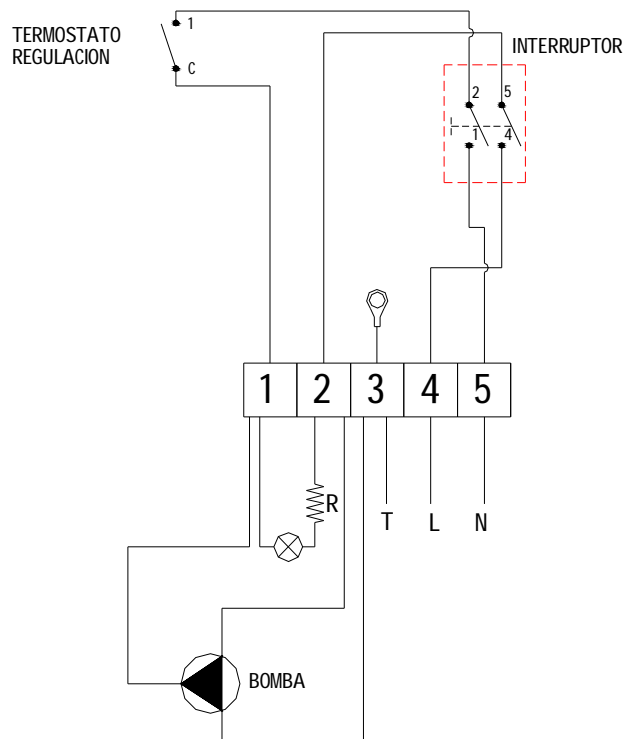 1
TERMOSTATO
REGULACION
INTERRUPTOR
C
2 5
1 4
1 2 3 4 5
R
T L N
BOMBA